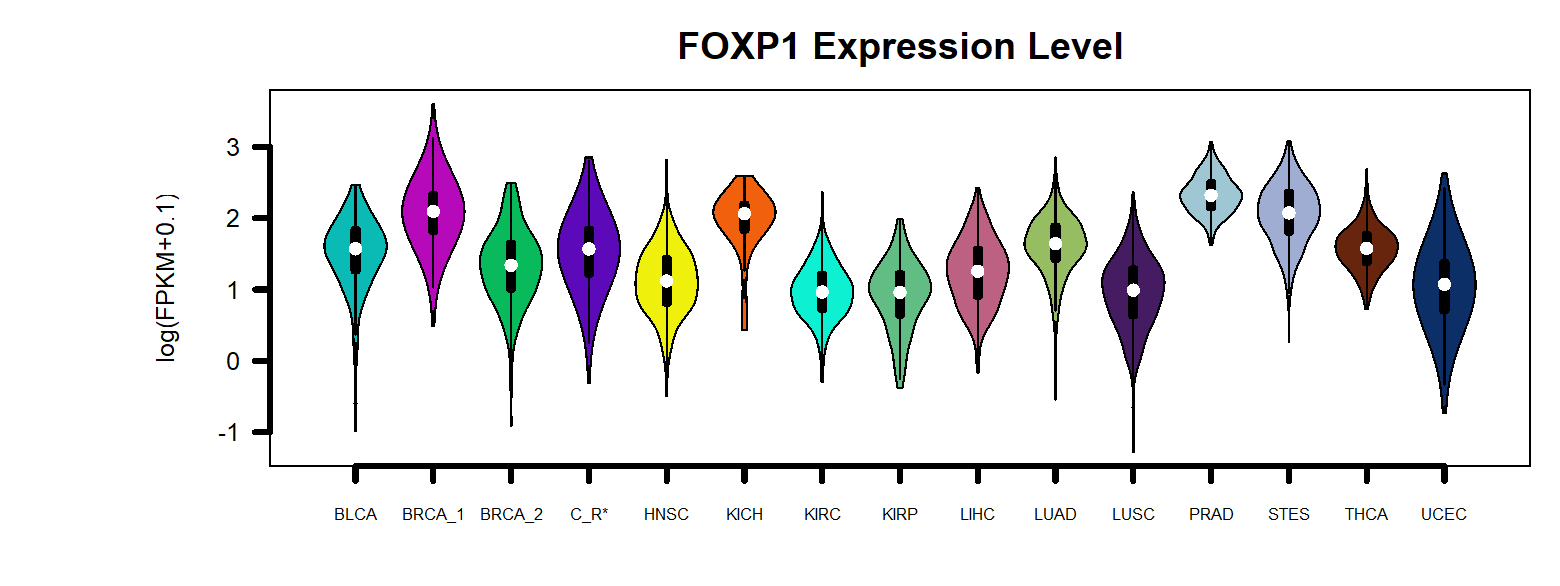 FOXP1 Expression Level
log(FPKM+0.1)
3
2
1
0
-1
BLCA BRCA_1 BRCA_2 C_R* HNSC KICH KIRC KIRP LIHC LUAD LUSC PRAD STES THCA UCEC